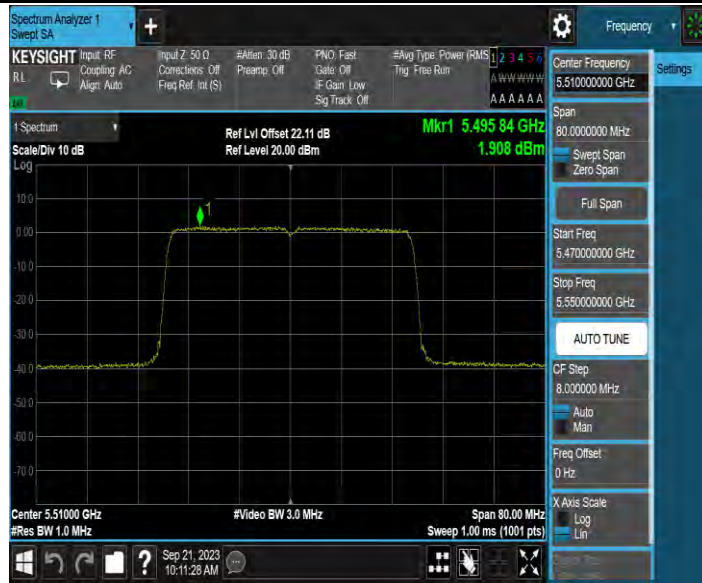 Spectrum Analyzer 1
Swept SA
+
Frequency
KEYSIGHT
Input: RF
Coupling: AC
Align: Auto
Input Z: 50 Ω
Corrections: Off
Freq Ref: Int (S)
#Atten: 30 dB
Preamp: Off
PNO: Fast
Gate: Off
IF Gain: Low
Sig Track: Off
#Avg Type: Power (RMS
Trig: Free Run
1 2 3 4 5 6
A W W W W W
A A A A A A
RL
Center Frequency
5.510000000 GHz
Settings
Span
80.0000000 MHz
Swept Span
Zero Span
Full Span
Start Freq
5.470000000 GHz
Stop Freq
5.550000000 GHz
AUTO TUNE
CF Step
8.000000 MHz
Auto
Man
Freq Offset
0 Hz
X Axis Scale
Log
Lin
1 Spectrum
Scale/Div 10 dB
Log
Ref Lvl Offset 22.11 dB
Ref Level 20.00 dBm
Mkr1 5.495 84 GHz
1.908 dBm
1
10.0
0.00
-10.0
-20.0
-30.0
-40.0
-50.0
-60.0
-70.0
Center 5.51000 GHz
#Res BW 1.0 MHz
#Video BW 3.0 MHz
Span 80.00 MHz
Sweep 1.00 ms (1001 pts)
?
Sep 21, 2023
10:11:28 AM